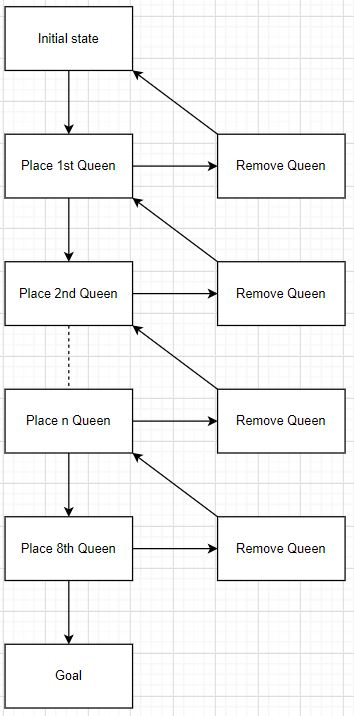 Initial state
Place 1st Queen
Remove Queen
Place 2nd Queen
Remove Queen
Place n Queen
Remove Queen
Place 8th Queen
Remove Queen
Goal